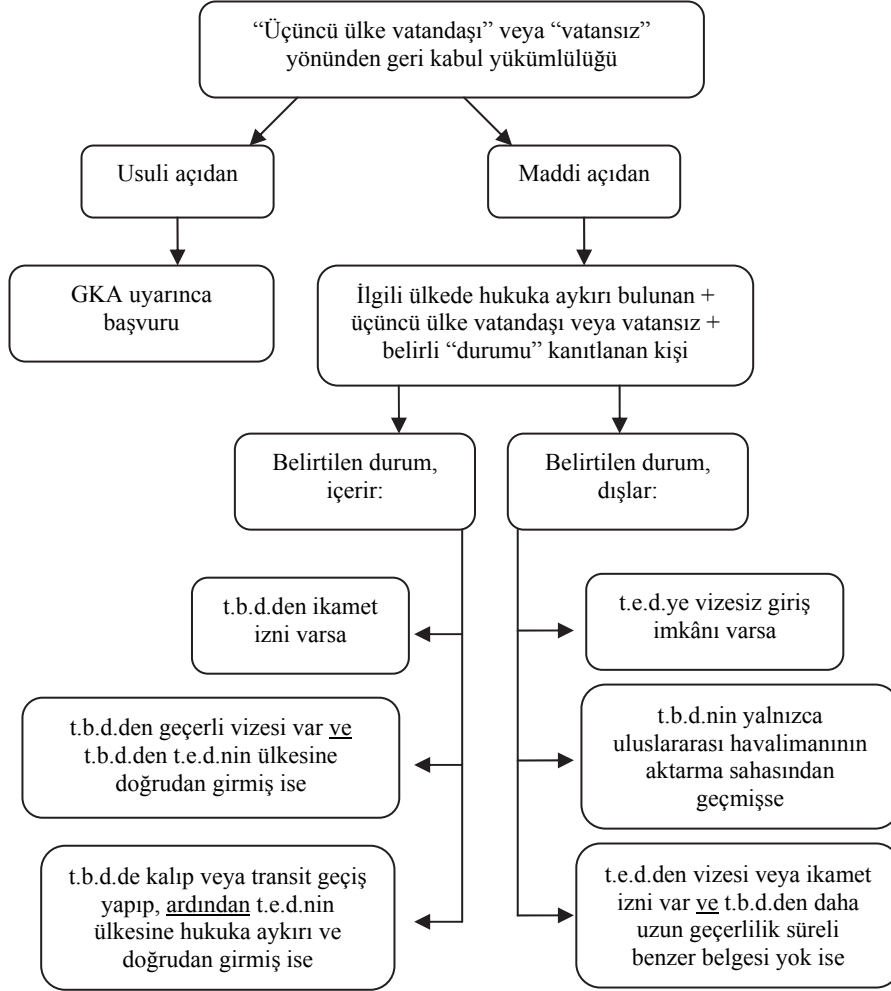 “Üçüncü ülke vatandaşı” veya “vatansız”
yönünden geri kabul yükümlülüğü
Usuli açıdan
Maddi açıdan
GKA uyarınca
başvuru
İlgili ülkede hukuka aykırı bulunan +
üçüncü ülke vatandaşı veya vatansız +
belirli “durumu” kanıtlanan kişi
Belirtilen durum,
içerir:
Belirtilen durum,
dışlar:
t.b.d.den ikamet
izni varsa
t.e.d.ye vizesiz giriş
imkânı varsa
t.b.d.den geçerli vizesi var ve
t.b.d.den t.e.d.nin ülkesine
doğrudan girmiş ise
t.b.d.nin yalnızca
uluslararası havalimanının
aktarma sahasından
geçmişse
t.b.d.de kalıp veya transit geçiş
yapıp, ardından t.e.d.nin
ülkesine hukuka aykırı ve
doğrudan girmiş ise
t.e.d.den vizesi veya ikamet
izni var ve t.b.d.den daha
uzun geçerlilik süreli
benzer belgesi yok ise